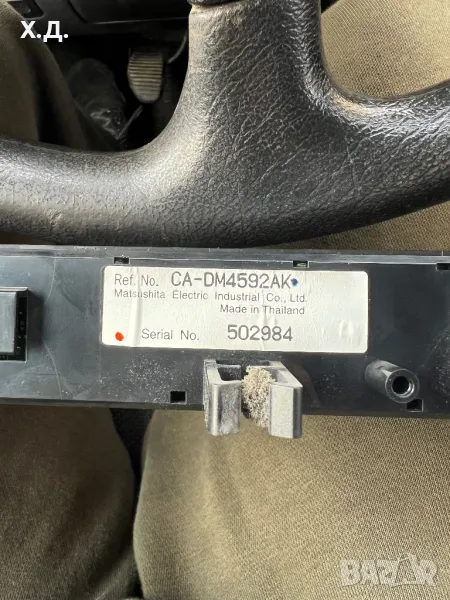 Х.Д.
Ref. No. CA-DM4592AK
Matsushita Electric Industrial Co., Ltd.
Made in Thailand
Serial No. 502984
BAZAR